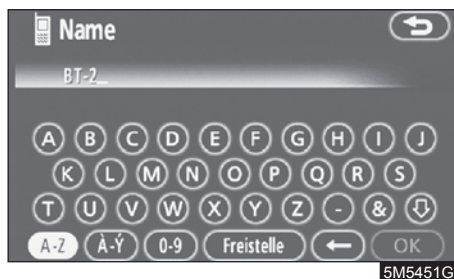 Name
BT-2_
A B C D E F G H I J
K L M N O P Q R S
T U V W X Y Z - &
A-Z À-Ý 0-9 Freistelle OK
5M5451G